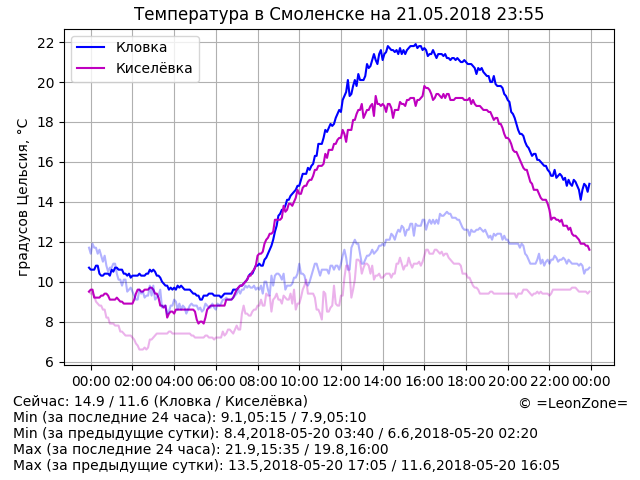 Температура в Смоленске на 21.05.2018 23:55
Кловка
Киселёвка
градусов Цельсия, °C
22
20
18
16
14
12
10
8
6
00:00 02:00 04:00 06:00 08:00 10:00 12:00 14:00 16:00 18:00 20:00 22:00 00:00
Сейчас: 14.9 / 11.6 (Кловка / Киселёвка)
© =LeonZone=
Min (за последние 24 часа): 9.1,05:15 / 7.9,05:10
Min (за предыдущие сутки): 8.4,2018-05-20 03:40 / 6.6,2018-05-20 02:20
Max (за последние 24 часа): 21.9,15:35 / 19.8,16:00
Max (за предыдущие сутки): 13.5,2018-05-20 17:05 / 11.6,2018-05-20 16:05